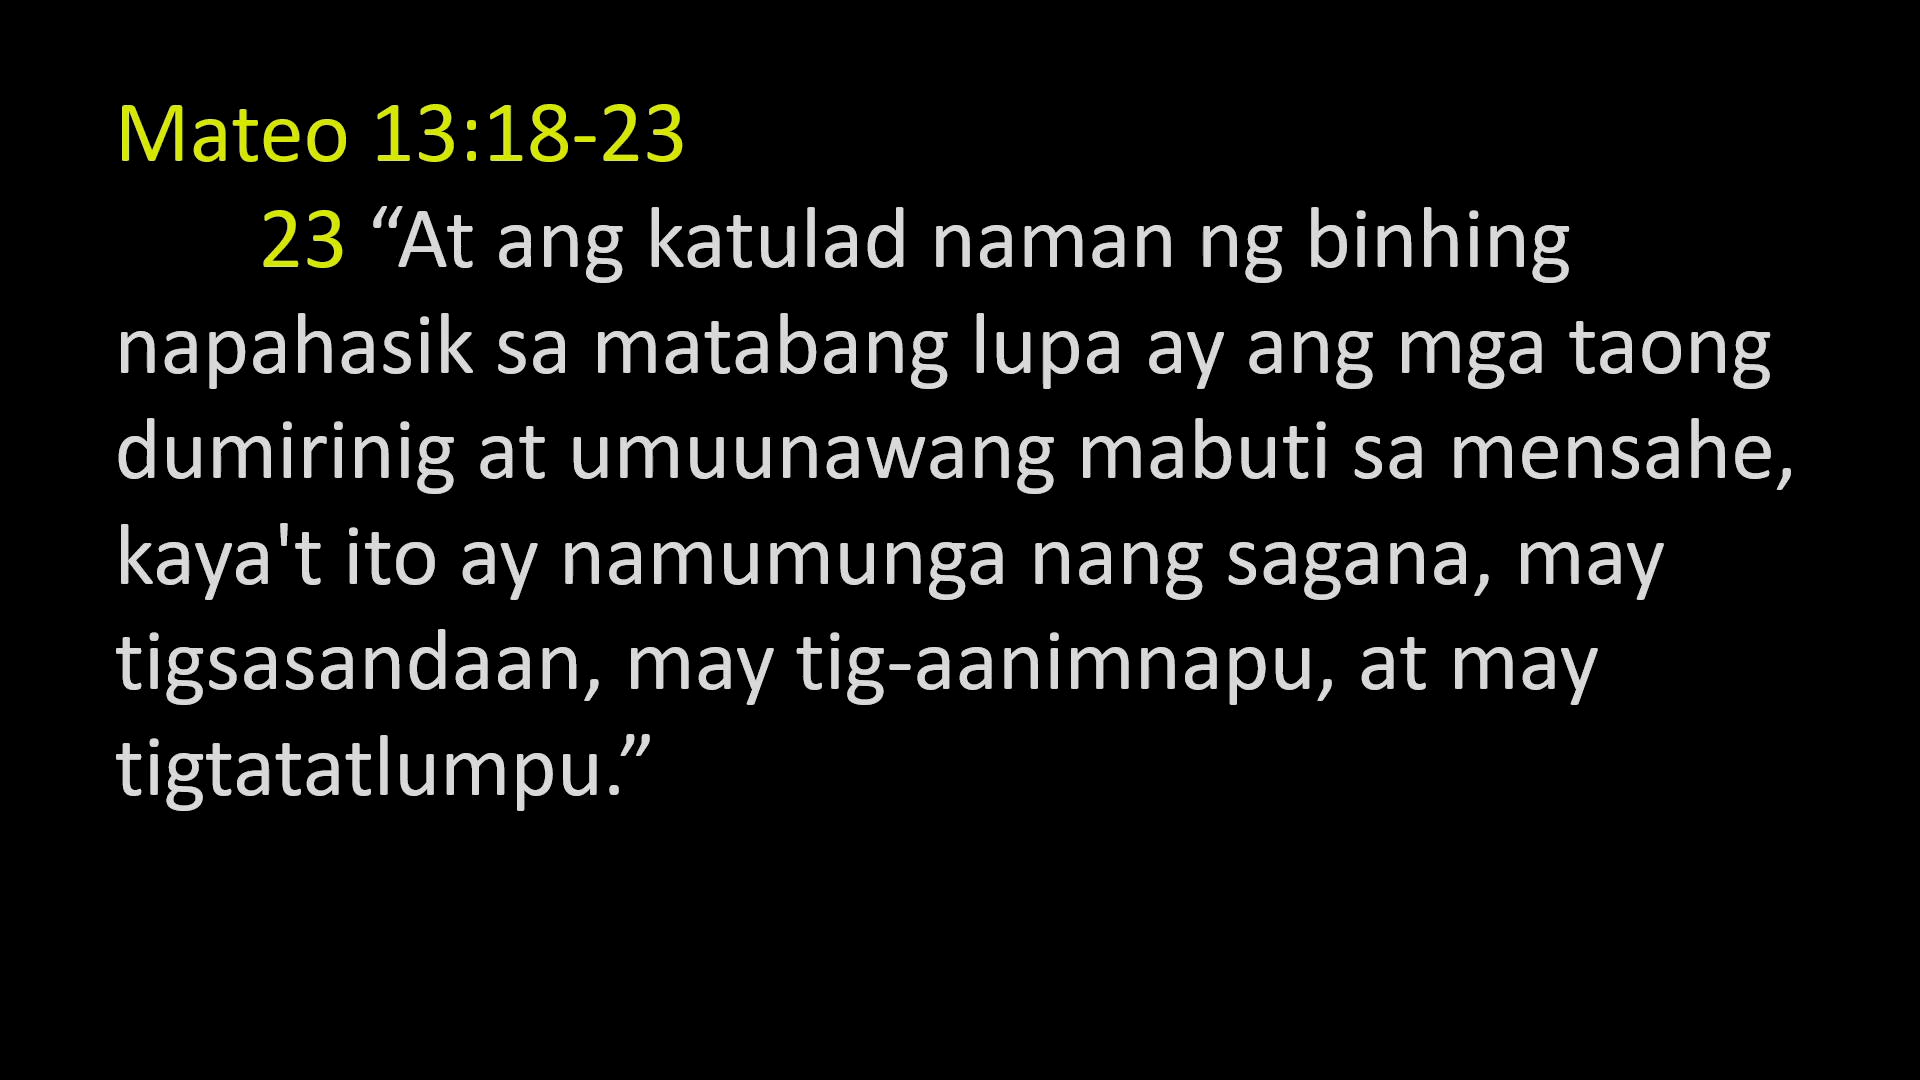 Mateo 13:18-23
23 “At ang katulad naman ng binhing
napahasik sa matabang lupa ay ang mga taong
dumirinig at umuunawang mabuti sa mensahe,
kaya't ito ay namumunga nang sagana, may
tigsasandaan, may tig-aanimnapu, at may
tigtatatlumpu.”